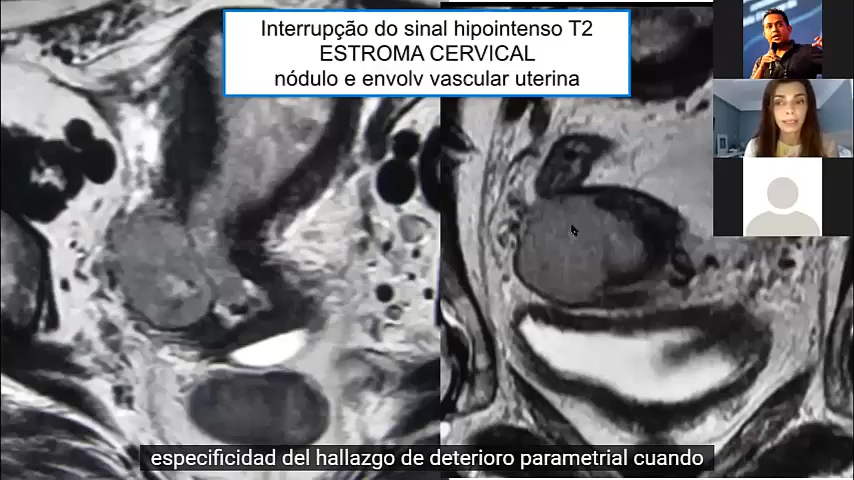 Interrupção do sinal hipointenso T2
ESTROMA CERVICAL
nódulo e envolv vascular uterina
especificidad del hallazgo de deterioro parametrial cuando